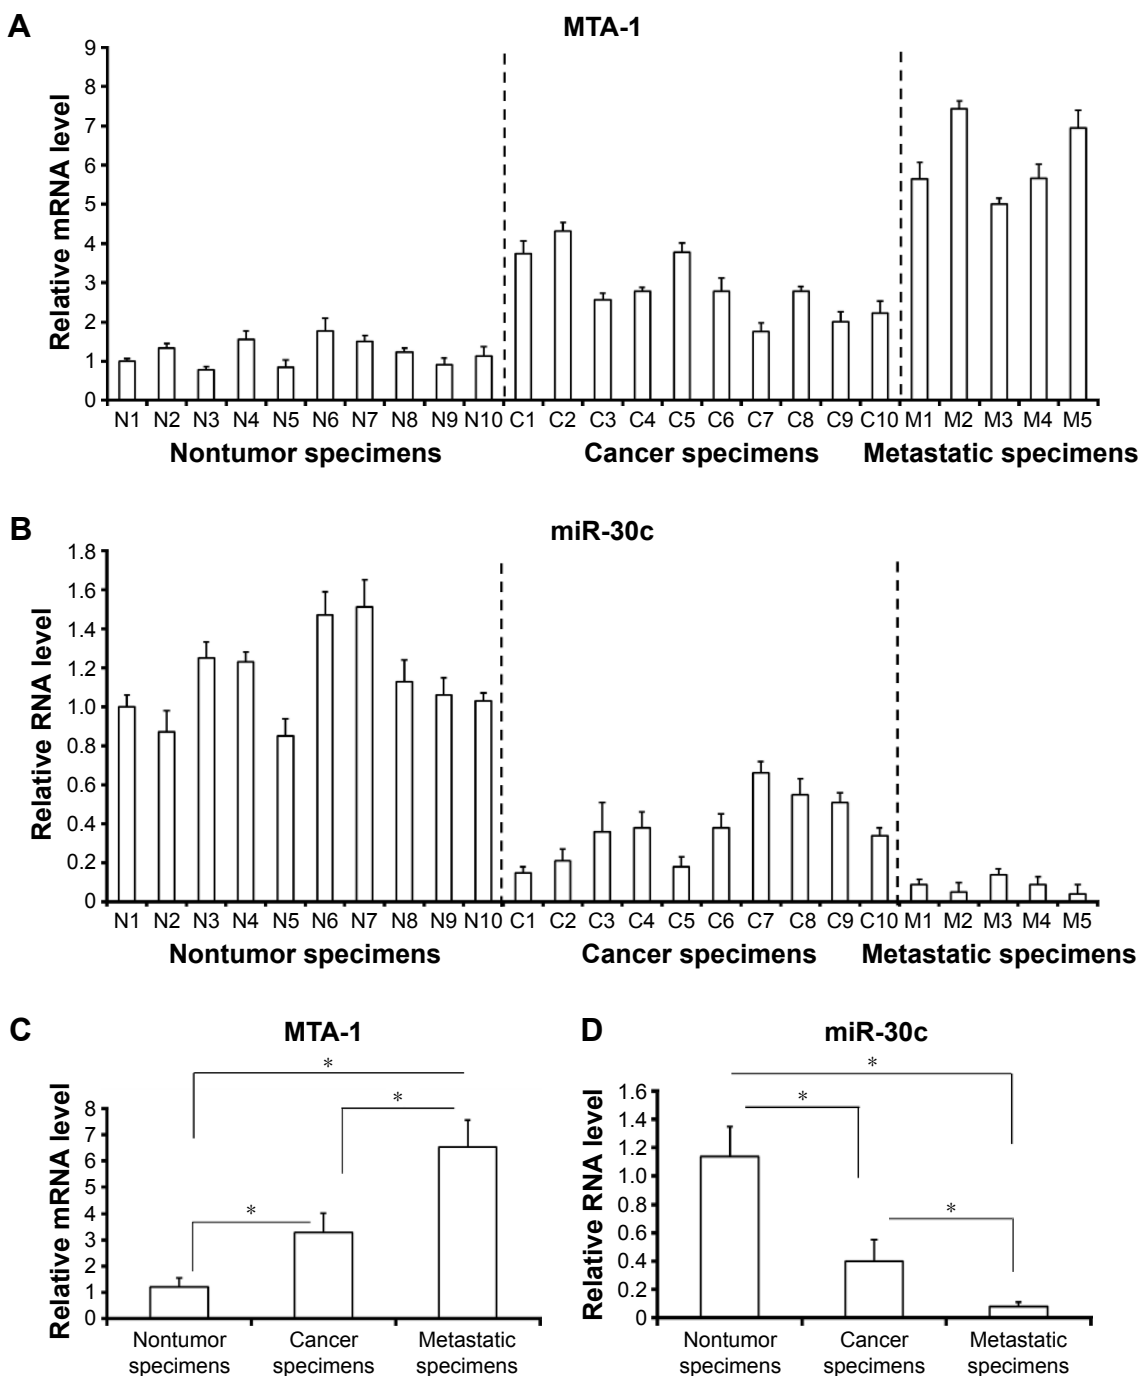 A
MTA-1
Relative mRNA level
9
8
7
6
5
4
3
2
1
0
N1 N2 N3 N4 N5 N6 N7 N8 N9 N10 C1 C2 C3 C4 C5 C6 C7 C8 C9 C10 M1 M2 M3 M4 M5
Nontumor specimens Cancer specimens Metastatic specimens
B
miR-30c
Relative RNA level
1.8
1.6
1.4
1.2
1.0
0.8
0.6
0.4
0.2
0
N1 N2 N3 N4 N5 N6 N7 N8 N9 N10 C1 C2 C3 C4 C5 C6 C7 C8 C9 C10 M1 M2 M3 M4 M5
Nontumor specimens Cancer specimens Metastatic specimens
C
MTA-1
Relative mRNA level
8
7
6
5
4
3
2
1
0
*
*
*
Nontumor specimens
Cancer specimens
Metastatic specimens
D
miR-30c
Relative RNA level
1.6
1.4
1.2
1.0
0.8
0.6
0.4
0.2
0
*
*
*
Nontumor specimens
Cancer specimens
Metastatic specimens